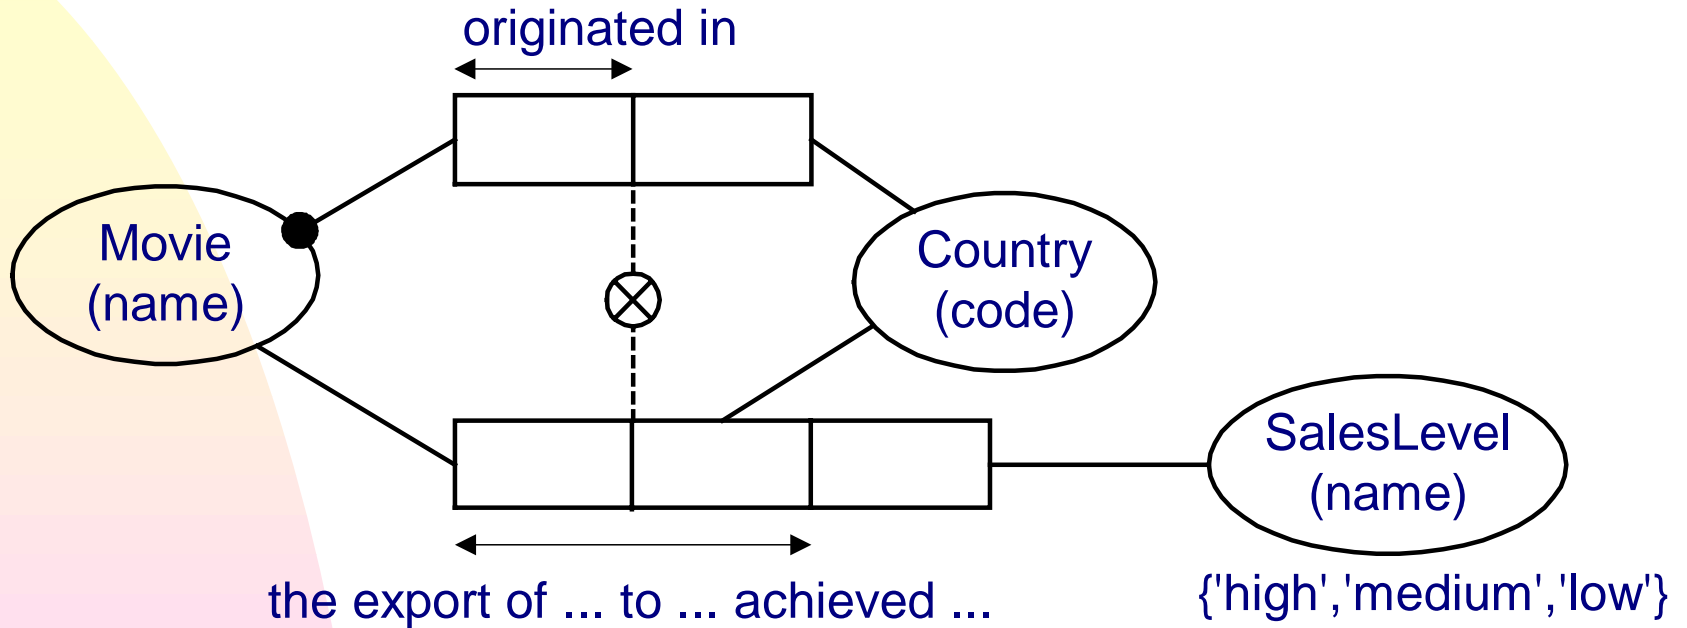 originated in
Movie
(name)
Country
(code)
SalesLevel
(name)
{'high','medium','low'}
the export of ... to ... achieved ...